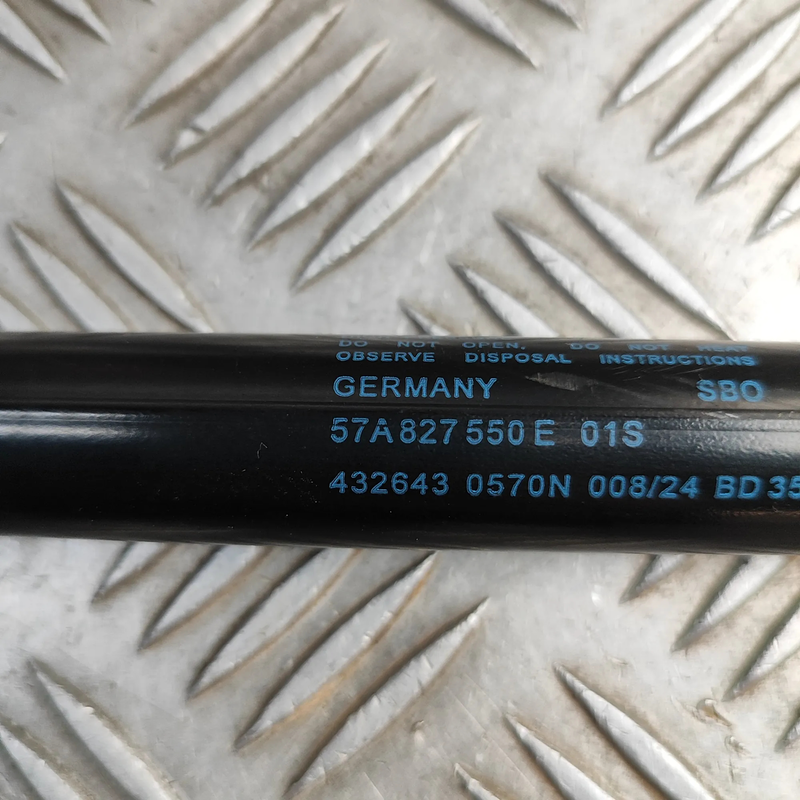 DO NOT OPEN, DO NOT HEAT
OBSERVE DISPOSAL INSTRUCTIONS
GERMANY SBO
57A 827 550 E 01S
432643 0570N 008/24 BD 35